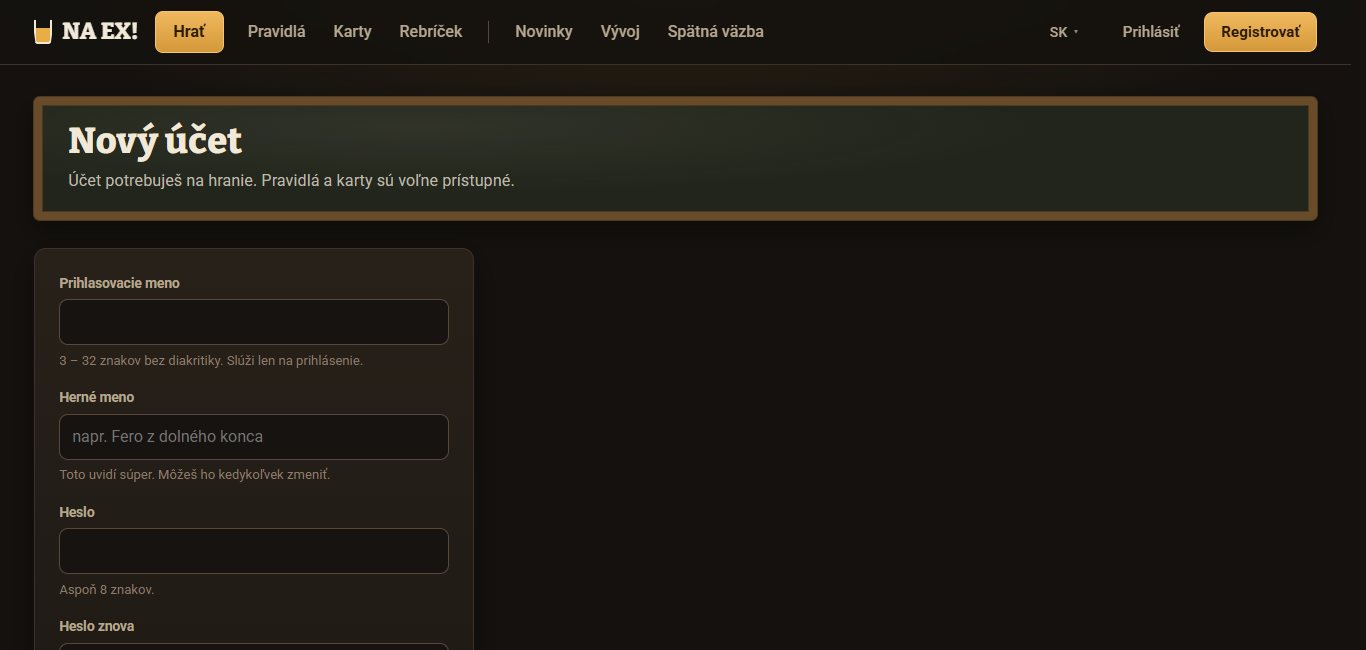 NA EX!
Hrať
Pravidlá
Karty
Rebríček
Novinky
Vývoj
Spätná väzba
SK
Prihlásiť
Registrovať
Nový účet
Účet potrebuješ na hranie. Pravidlá a karty sú voľne prístupné.
Prihlasovacie meno
3 – 32 znakov bez diakritiky. Slúži len na prihlásenie.
Herné meno
napr. Fero z dolného konca
Toto uvidí súper. Môžeš ho kedykoľvek zmeniť.
Heslo
Aspoň 8 znakov.
Heslo znova